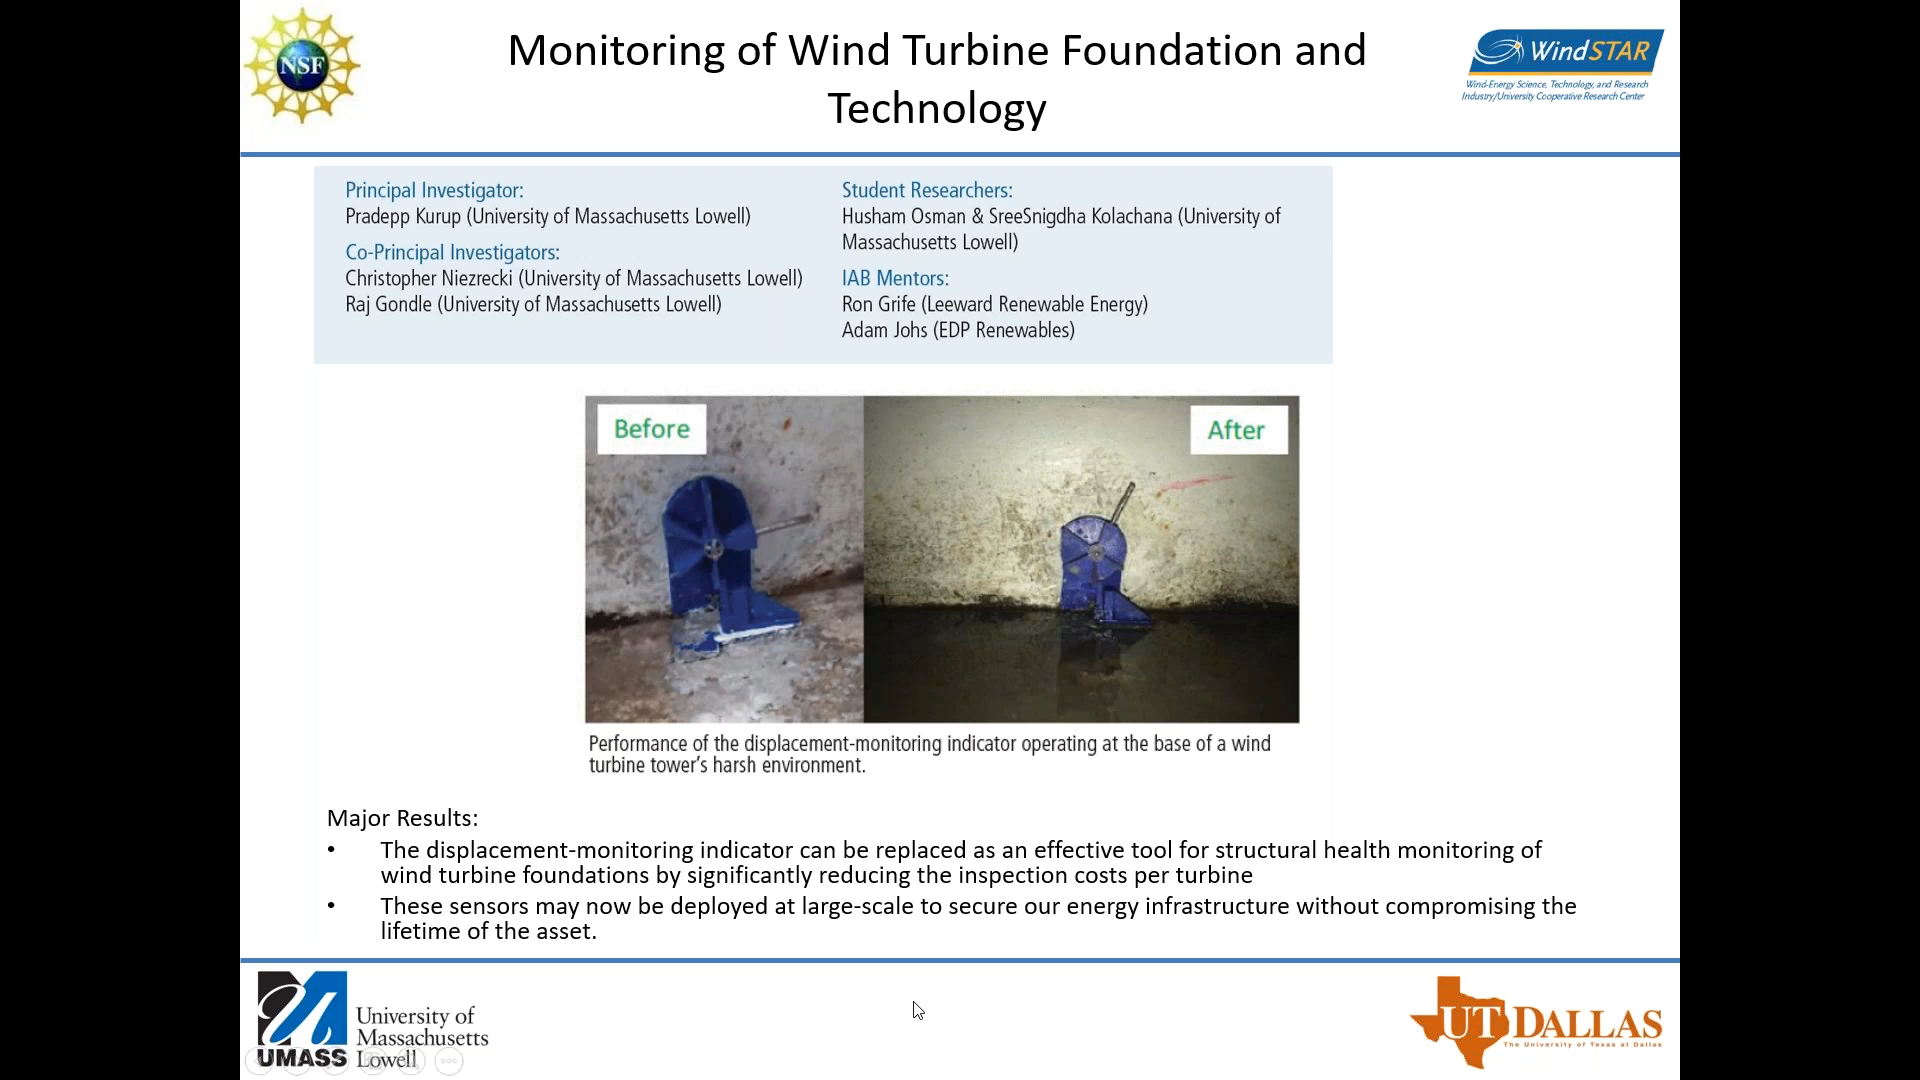 NSF
Monitoring of Wind Turbine Foundation and
Technology
WindSTAR
Wind-Energy Science, Technology, and Research
Industry/University Cooperative Research Center
Principal Investigator:
Pradepp Kurup (University of Massachusetts Lowell)
Co-Principal Investigators:
Christopher Niezrecki (University of Massachusetts Lowell)
Raj Gondle (University of Massachusetts Lowell)
Student Researchers:
Husham Osman & SreeSnigdha Kolachana (University of
Massachusetts Lowell)
IAB Mentors:
Ron Grife (Leeward Renewable Energy)
Adam Johs (EDP Renewables)
Before
After
Performance of the displacement-monitoring indicator operating at the base of a wind
turbine tower's harsh environment.
Major Results:
• The displacement-monitoring indicator can be replaced as an effective tool for structural health monitoring of
wind turbine foundations by significantly reducing the inspection costs per turbine
• These sensors may now be deployed at large-scale to secure our energy infrastructure without compromising the
lifetime of the asset.
UMASS
University of
Massachusetts
Lowell
UT DALLAS
The University of Texas at Dallas